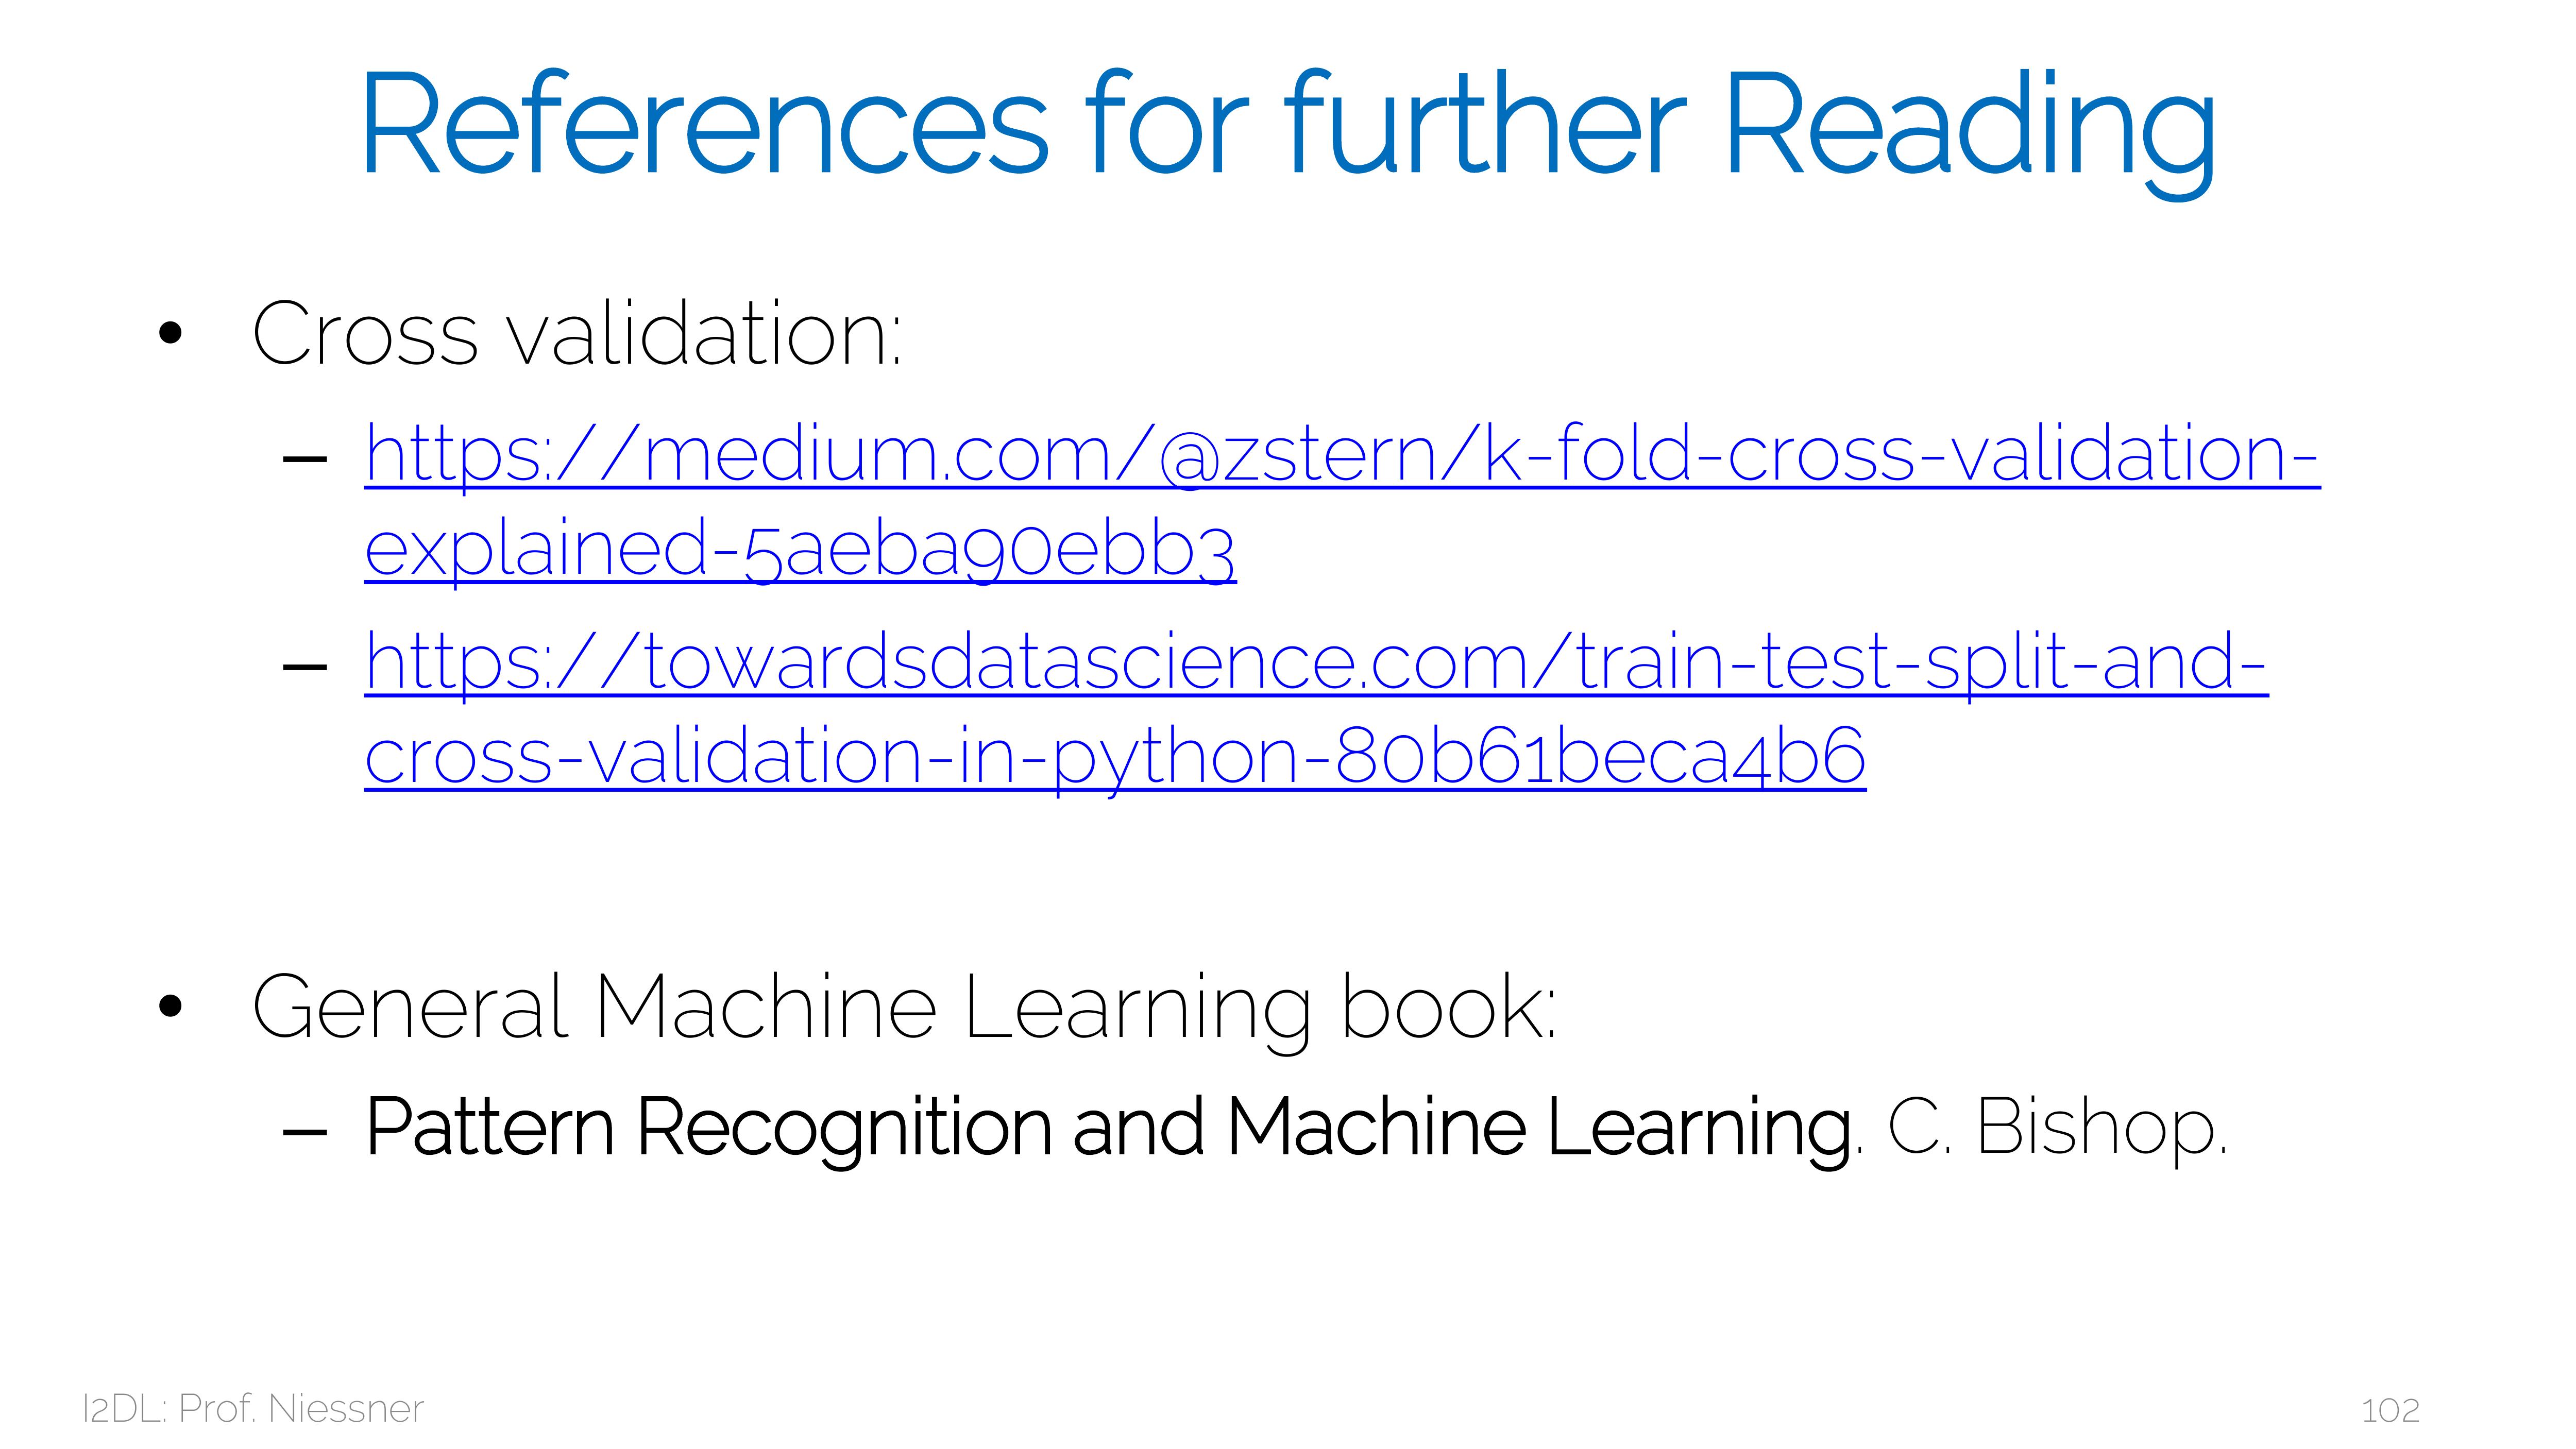 References for further Reading
• Cross validation:
– https://medium.com/@zstern/k-fold-cross-validation-
explained-5aeba90ebb3
– https://towardsdatascience.com/train-test-split-and-
cross-validation-in-python-80b61beca4b6
• General Machine Learning book:
– Pattern Recognition and Machine Learning. C. Bishop.
I2DL: Prof. Niessner
102